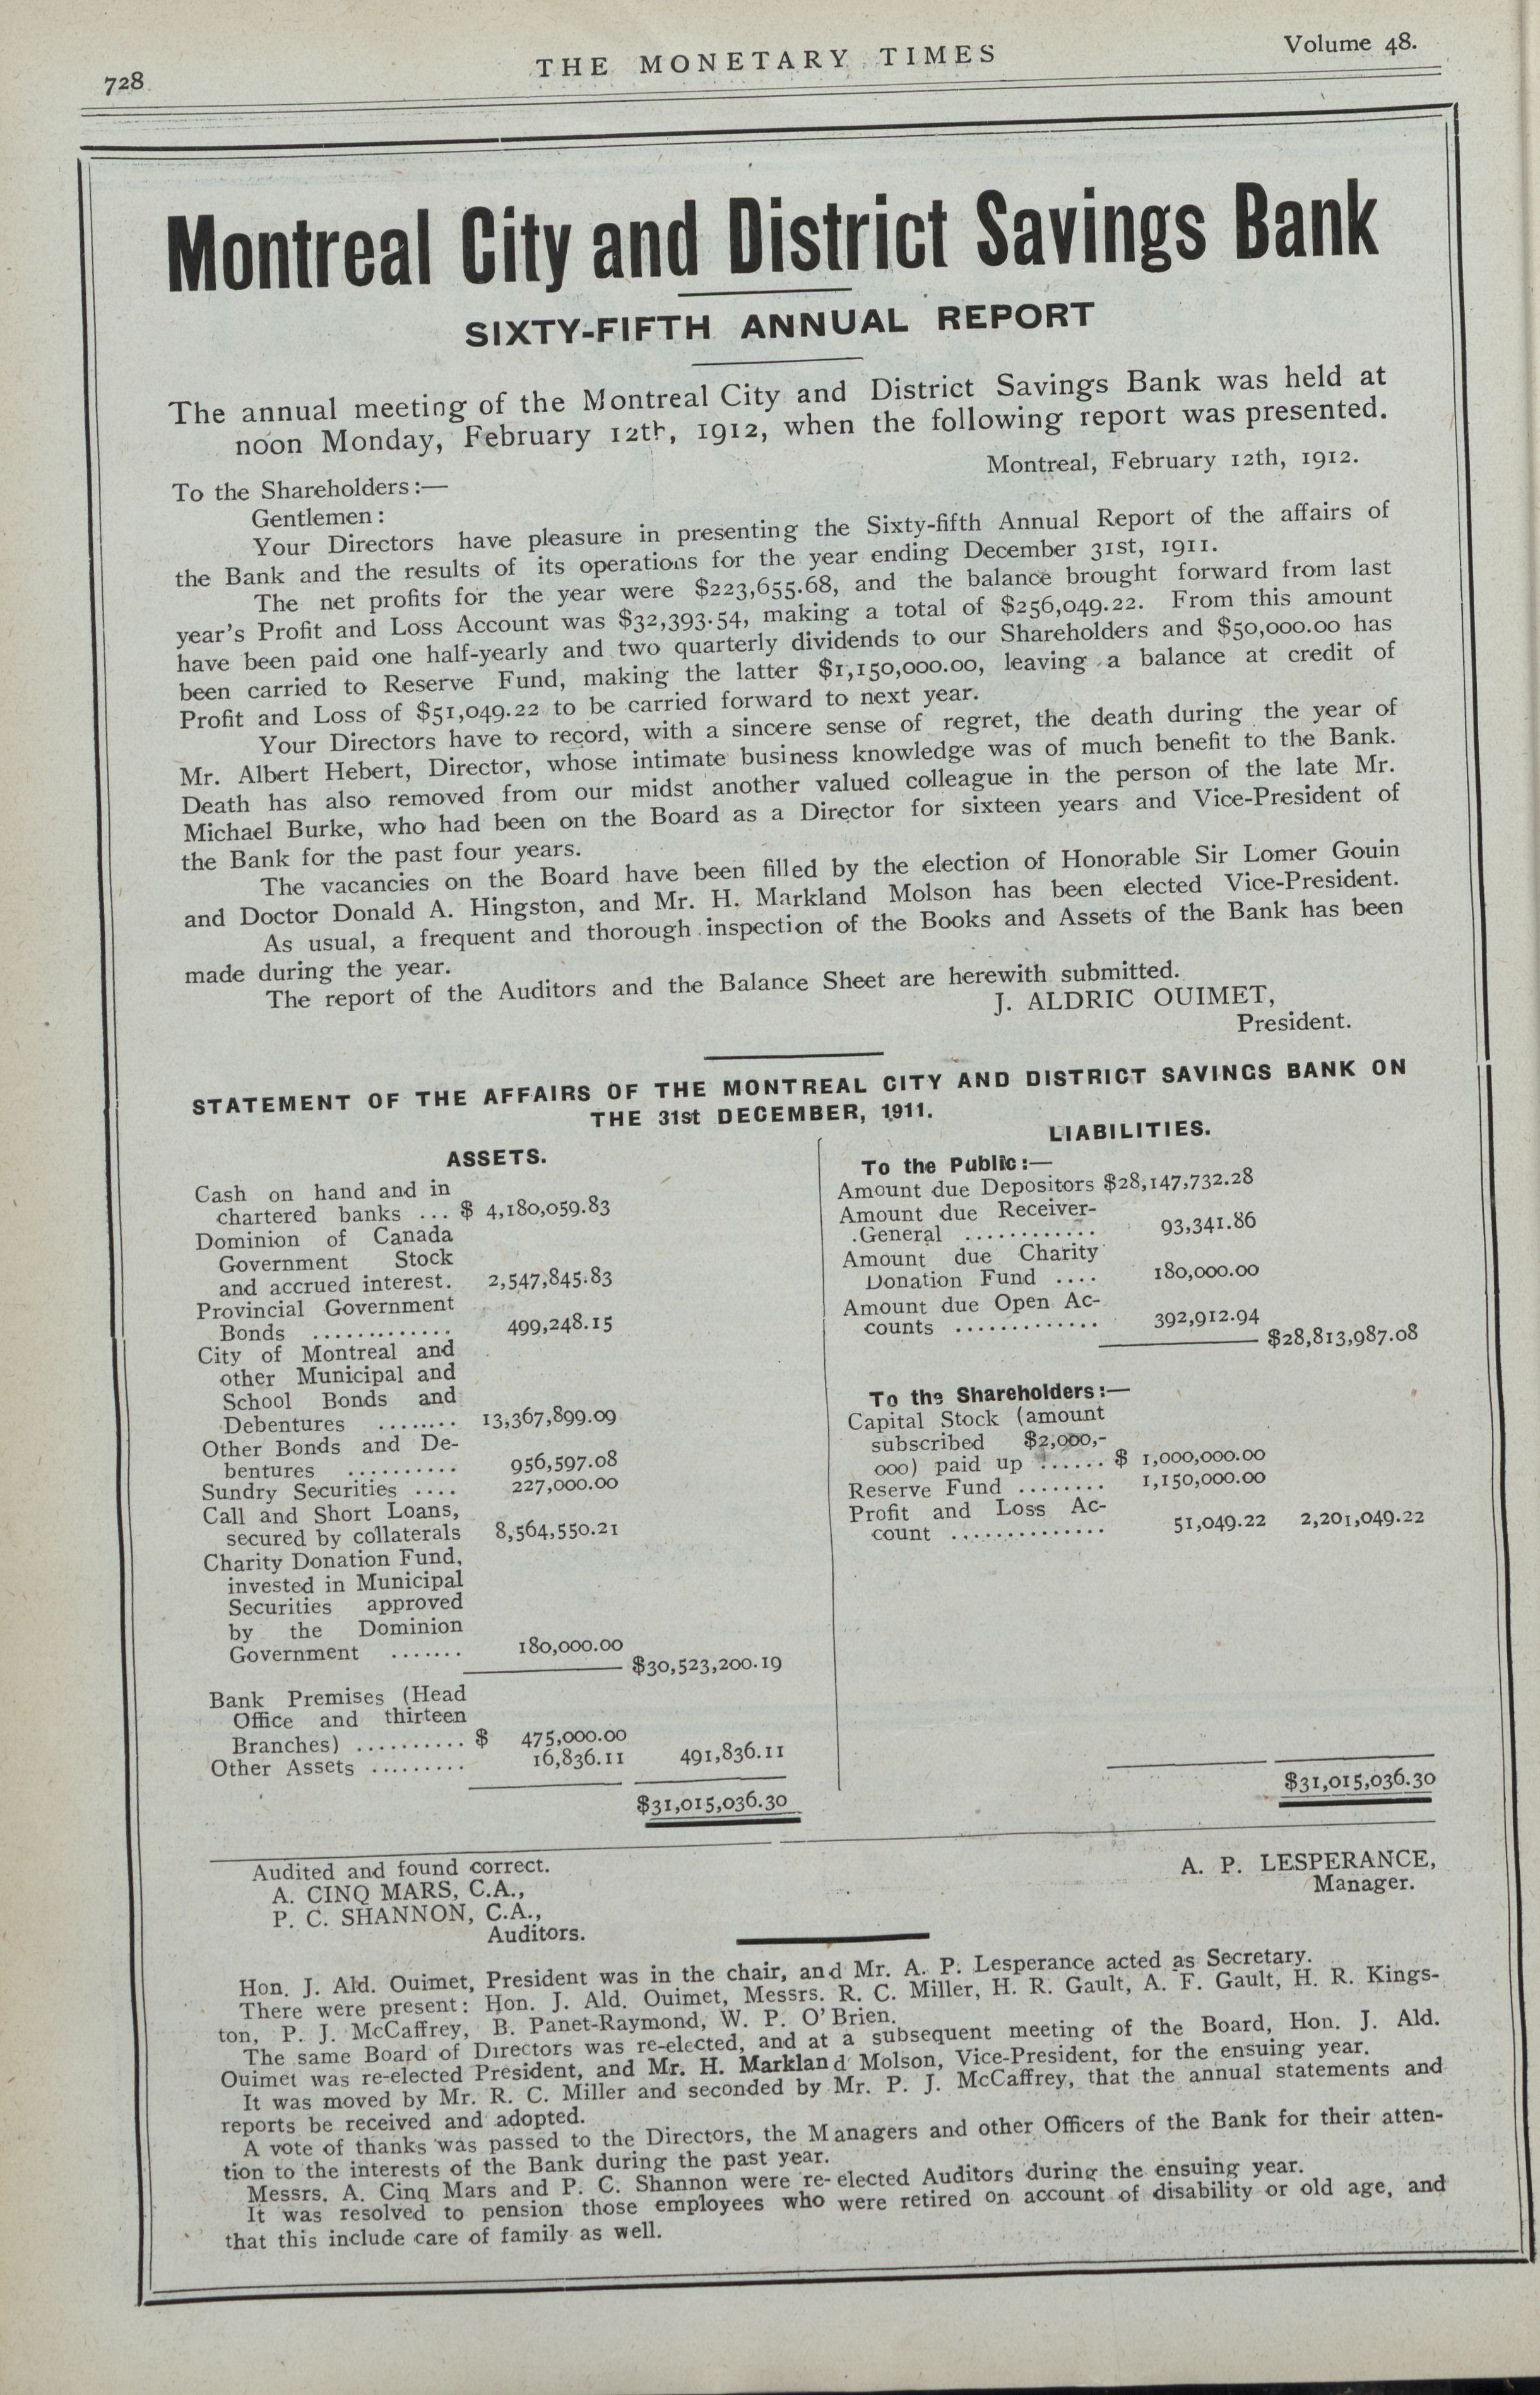 728
THE MONETARY TIMES
Volume 48.
Montreal City and District Savings Bank
SIXTY-FIFTH ANNUAL REPORT
The annual meeting of the Montreal City and District Savings Bank was held at
noon Monday, February 12th, 1912, when the following report was presented.
Montreal, February 12th, 1912.
To the Shareholders:—
Gentlemen:
Your Directors have pleasure in presenting the Sixty-fifth Annual Report of the affairs of
the Bank and the results of its operations for the year ending December 31st, 1911.
The net profits for the year were $223,655.68, and the balance brought forward from last
year's Profit and Loss Account was $32,393.54, making a total of $256,049.22. From this amount
have been paid one half-yearly and two quarterly dividends to our Shareholders and $50,000.00 has
been carried to Reserve Fund, making the latter $1,150,000.00, leaving a balance at credit of
Profit and Loss of $51,049.22 to be carried forward to next year.
Your Directors have to record, with a sincere sense of regret, the death during the year of
Mr. Albert Hebert, Director, whose intimate business knowledge was of much benefit to the Bank.
Death has also removed from our midst another valued colleague in the person of the late Mr.
Michael Burke, who had been on the Board as a Director for sixteen years and Vice-President of
the Bank for the past four years.
The vacancies on the Board have been filled by the election of Honorable Sir Lomer Gouin
and Doctor Donald A. Hingston, and Mr. H. Markland Molson has been elected Vice-President.
As usual, a frequent and thorough inspection of the Books and Assets of the Bank has been
made during the year.
The report of the Auditors and the Balance Sheet are herewith submitted.
J. ALDRIC OUIMET,
President.
STATEMENT OF THE AFFAIRS OF THE MONTREAL CITY AND DISTRICT SAVINGS BANK ON
THE 31st DECEMBER, 1911.
ASSETS.
Cash on hand and in
chartered banks ... $ 4,180,059.83
Dominion of Canada
Government Stock
and accrued interest. 2,547,845.83
Provincial Government
Bonds ............. 499,248.15
City of Montreal and
other Municipal and
School Bonds and
Debentures ........ 13,367,899.09
Other Bonds and De-
bentures .......... 956,597.08
Sundry Securities .... 227,000.00
Call and Short Loans,
secured by collaterals 8,564,550.21
Charity Donation Fund,
invested in Municipal
Securities approved
by the Dominion
Government ....... 180,000.00
$30,523,200.19
Bank Premises (Head
Office and thirteen
Branches) .......... $ 475,000.00
Other Assets ......... 16,836.11 491,836.11
$31,015,036.30
LIABILITIES.
To the Public:—
Amount due Depositors $28,147,732.28
Amount due Receiver-
General ............ 93,341.86
Amount due Charity
Donation Fund .... 180,000.00
Amount due Open Ac-
counts ............. 392,912.94
$28,813,987.08
To the Shareholders:—
Capital Stock (amount
subscribed $2,000,-
000) paid up ...... $ 1,000,000.00
Reserve Fund ........ 1,150,000.00
Profit and Loss Ac-
count .............. 51,049.22 2,201,049.22
$31,015,036.30
Audited and found correct.
A. CINQ MARS, C.A.,
P. C. SHANNON, C.A.,
Auditors.
A. P. LESPERANCE,
Manager.
Hon. J. Ald. Ouimet, President was in the chair, and Mr. A. P. Lesperance acted as Secretary.
There were present: Hon. J. Ald. Ouimet, Messrs. R. C. Miller, H. R. Gault, A. F. Gault, H. R. Kings-
ton, P. J. McCaffrey, B. Panet-Raymond, W. P. O'Brien.
The same Board of Directors was re-elected, and at a subsequent meeting of the Board, Hon. J. Ald.
Ouimet was re-elected President, and Mr. H. Markland Molson, Vice-President, for the ensuing year.
It was moved by Mr. R. C. Miller and seconded by Mr. P. J. McCaffrey, that the annual statements and
reports be received and adopted.
A vote of thanks was passed to the Directors, the Managers and other Officers of the Bank for their atten-
tion to the interests of the Bank during the past year.
Messrs. A. Cinq Mars and P. C. Shannon were re-elected Auditors during the ensuing year.
It was resolved to pension those employees who were retired on account of disability or old age, and
that this include care of family as well.